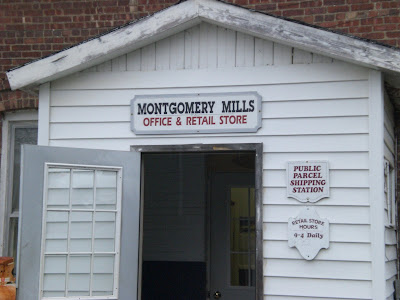 MONTGOMERY MILLS
OFFICE & RETAIL STORE
PUBLIC
PARCEL
SHIPPING
STATION
RETAIL
STORE
HOURS
9-4 Daily